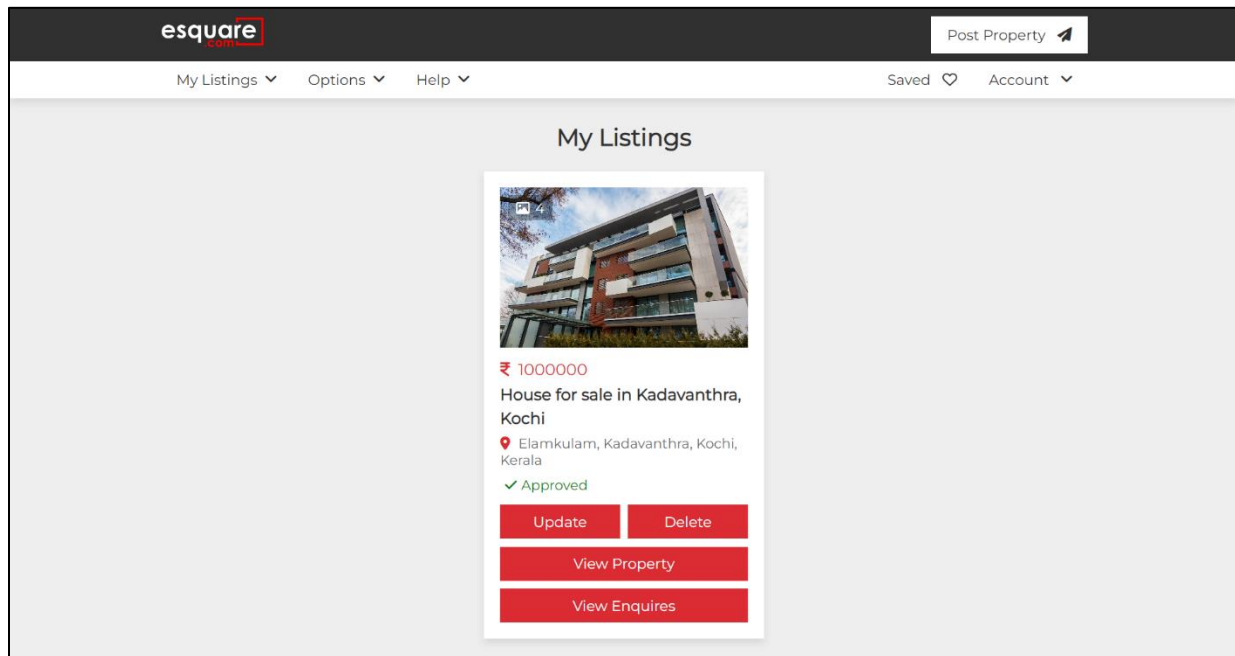 esquare
.com
Post Property
My Listings
Options
Help
Saved
Account
My Listings
4
₹ 1000000
House for sale in Kadavanthra,
Kochi
Elamkulam, Kadavanthra, Kochi,
Kerala
Approved
Update
Delete
View Property
View Enquires